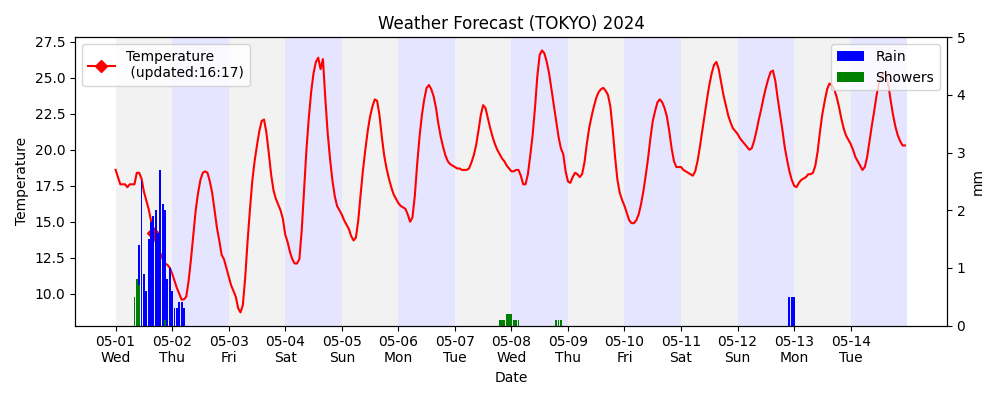 Weather Forecast (TOKYO) 2024
Temperature
(updated:16:17)
Rain
Showers
27.5
25.0
22.5
20.0
17.5
15.0
12.5
10.0
Temperature
5
4
3
2
1
0
mm
05-01 05-02 05-03 05-04 05-05 05-06 05-07 05-08 05-09 05-10 05-11 05-12 05-13 05-14
Wed Thu Fri Sat Sun Mon Tue Wed Thu Fri Sat Sun Mon Tue
Date